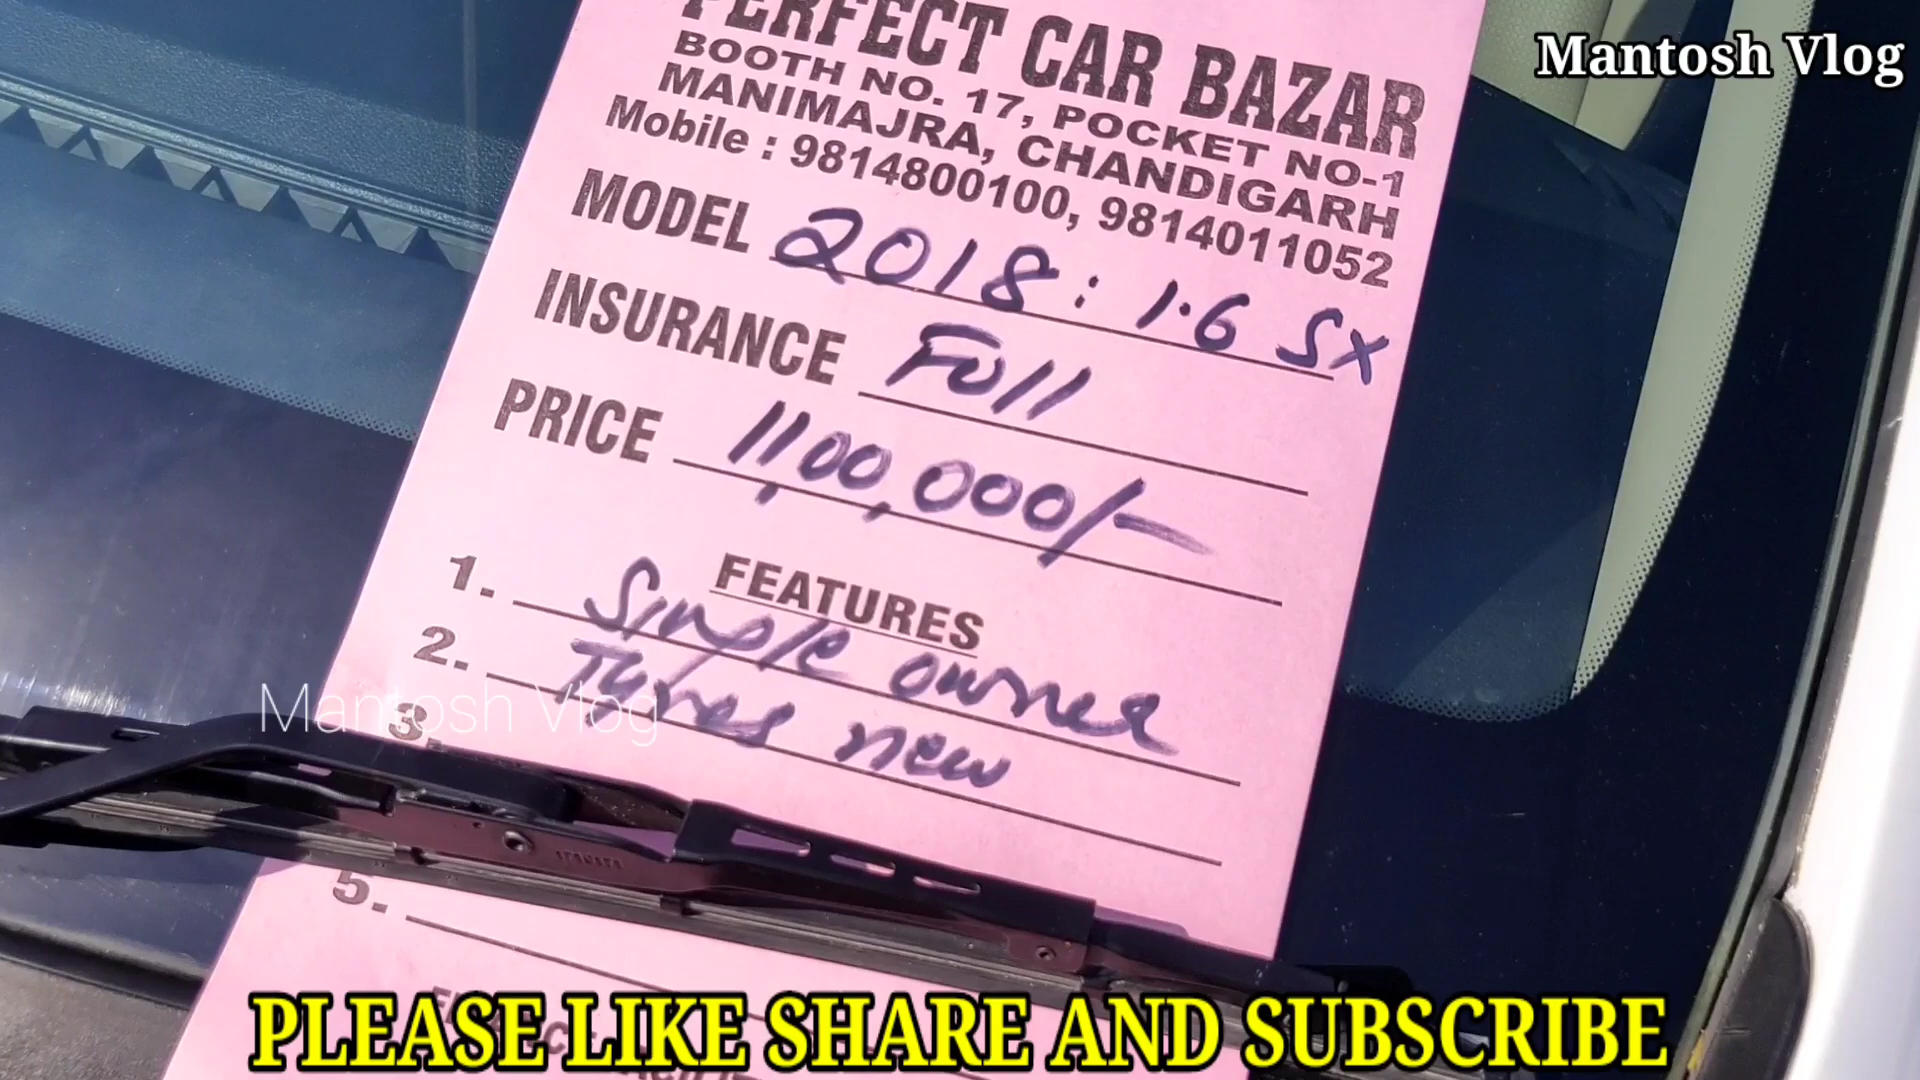 Mantosh Vlog
PERFECT CAR BAZAR
BOOTH NO. 17, POCKET NO-1
MANIMAJRA, CHANDIGARH
Mobile : 9814800100, 9814011052
MODEL 2018 : 1.6 SX
INSURANCE Full
PRICE 11,00,000/-
FEATURES
1. Single owner
2. Tyres new
Mantosh Vlog
3.
5.
PLEASE LIKE SHARE AND SUBSCRIBE